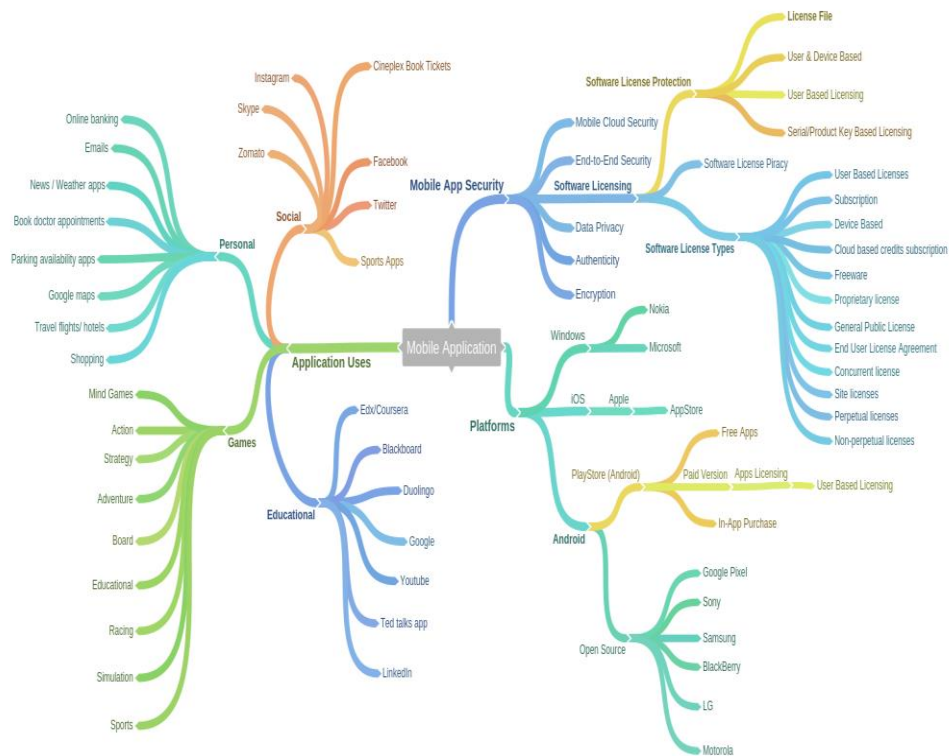 Mobile Application
Application Uses
Personal
Online banking
Emails
News / Weather apps
Book doctor appointments
Parking availability apps
Google maps
Travel flights/ hotels
Shopping
Social
Instagram
Skype
Zomato
Cineplex Book Tickets
Facebook
Twitter
Sports Apps
Games
Mind Games
Action
Strategy
Adventure
Board
Educational
Racing
Simulation
Sports
Educational
Edx/Coursera
Blackboard
Duolingo
Google
Youtube
Ted talks app
LinkedIn
Mobile App Security
Mobile Cloud Security
End-to-End Security
Software Licensing
Data Privacy
Authenticity
Encryption
Software License Protection
License File
User & Device Based
User Based Licensing
Serial/Product Key Based Licensing
Software License Piracy
Software License Types
User Based Licenses
Subscription
Device Based
Cloud based credits subscription
Freeware
Proprietary license
General Public License
End User License Agreement
Concurrent license
Site licenses
Perpetual licenses
Non-perpetual licenses
Platforms
Windows
Nokia
Microsoft
iOS
Apple
AppStore
Android
PlayStore (Android)
Free Apps
Paid Version
Apps Licensing
User Based Licensing
In-App Purchase
Open Source
Google Pixel
Sony
Samsung
BlackBerry
LG
Motorola